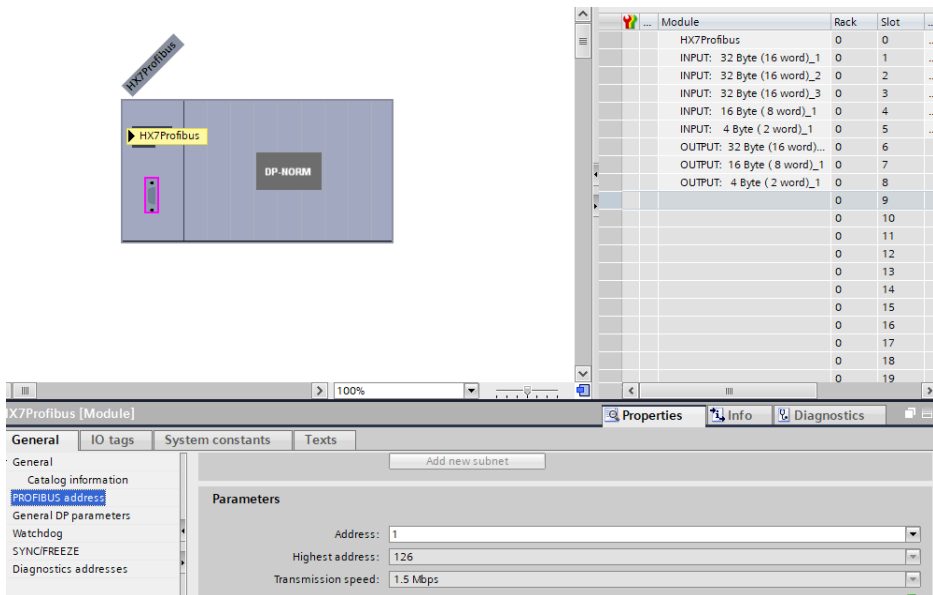 HX7Profibus
HX7Profibus
DP-NORM
... Module Rack Slot ...
HX7Profibus 0 0
INPUT: 32 Byte (16 word)_1 0 1
INPUT: 32 Byte (16 word)_2 0 2
INPUT: 32 Byte (16 word)_3 0 3
INPUT: 16 Byte ( 8 word)_1 0 4
INPUT: 4 Byte ( 2 word)_1 0 5
OUTPUT: 32 Byte (16 word)... 0 6
OUTPUT: 16 Byte ( 8 word)_1 0 7
OUTPUT: 4 Byte ( 2 word)_1 0 8
0 9
0 10
0 11
0 12
0 13
0 14
0 15
0 16
0 17
0 18
0 19
100%
HX7Profibus [Module]
Properties Info Diagnostics
General IO tags System constants Texts
General
Catalog information
PROFIBUS address
General DP parameters
Watchdog
SYNC/FREEZE
Diagnostics addresses
Add new subnet
Parameters
Address: 1
Highest address: 126
Transmission speed: 1.5 Mbps